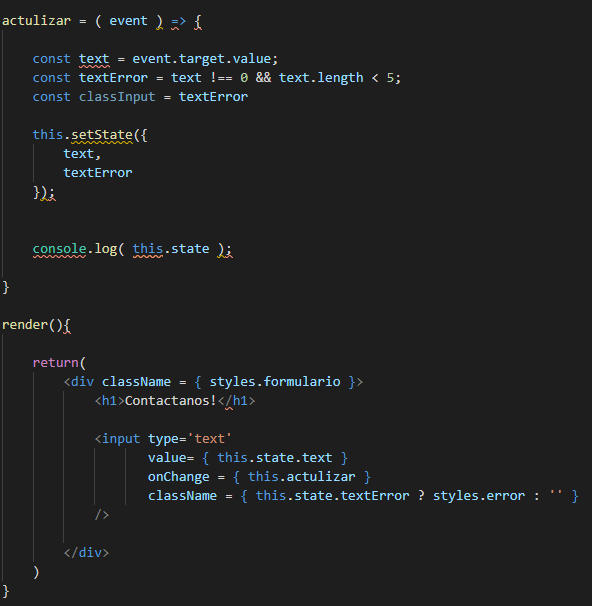 actulizar = ( event ) => {
const text = event.target.value;
const textError = text !== 0 && text.length < 5;
const classInput = textError
this.setState({
text,
textError
});
console.log( this.state );
}
render(){
return(
<div className = { styles.formulario }>
<h1>Contactanos!</h1>
<input type='text'
value= { this.state.text }
onChange = { this.actulizar }
className = { this.state.textError ? styles.error : '' }
/>
</div>
)
}